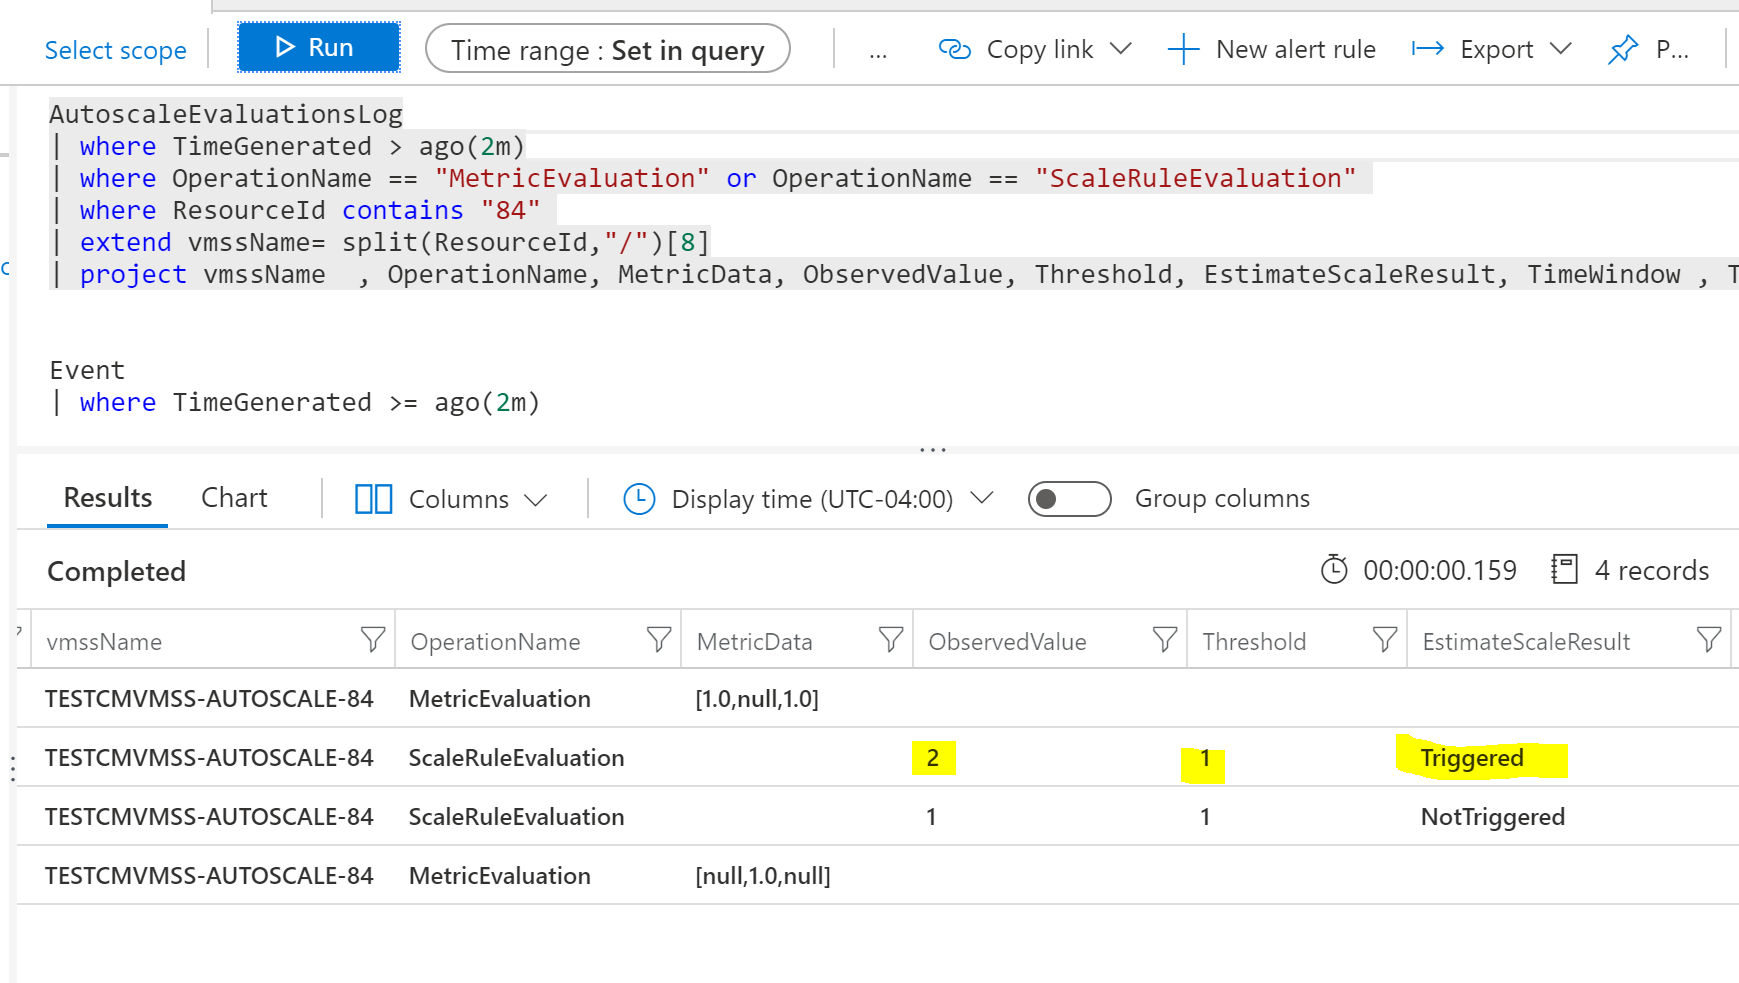 Select scope
Run
Time range : Set in query
...
Copy link
New alert rule
Export
P...
AutoscaleEvaluationsLog
| where TimeGenerated > ago(2m)
| where OperationName == "MetricEvaluation" or OperationName == "ScaleRuleEvaluation"
| where ResourceId contains "84"
| extend vmssName= split(ResourceId,"/")[8]
| project vmssName  , OperationName, MetricData, ObservedValue, Threshold, EstimateScaleResult, TimeWindow , T
Event
| where TimeGenerated >= ago(2m)
Results
Chart
Columns
Display time (UTC-04:00)
Group columns
Completed
00:00:00.159
4 records
vmssName OperationName MetricData ObservedValue Threshold EstimateScaleResult
TESTCMVMSS-AUTOSCALE-84 MetricEvaluation [1.0,null,1.0]
TESTCMVMSS-AUTOSCALE-84 ScaleRuleEvaluation 2 1 Triggered
TESTCMVMSS-AUTOSCALE-84 ScaleRuleEvaluation 1 1 NotTriggered
TESTCMVMSS-AUTOSCALE-84 MetricEvaluation [null,1.0,null]